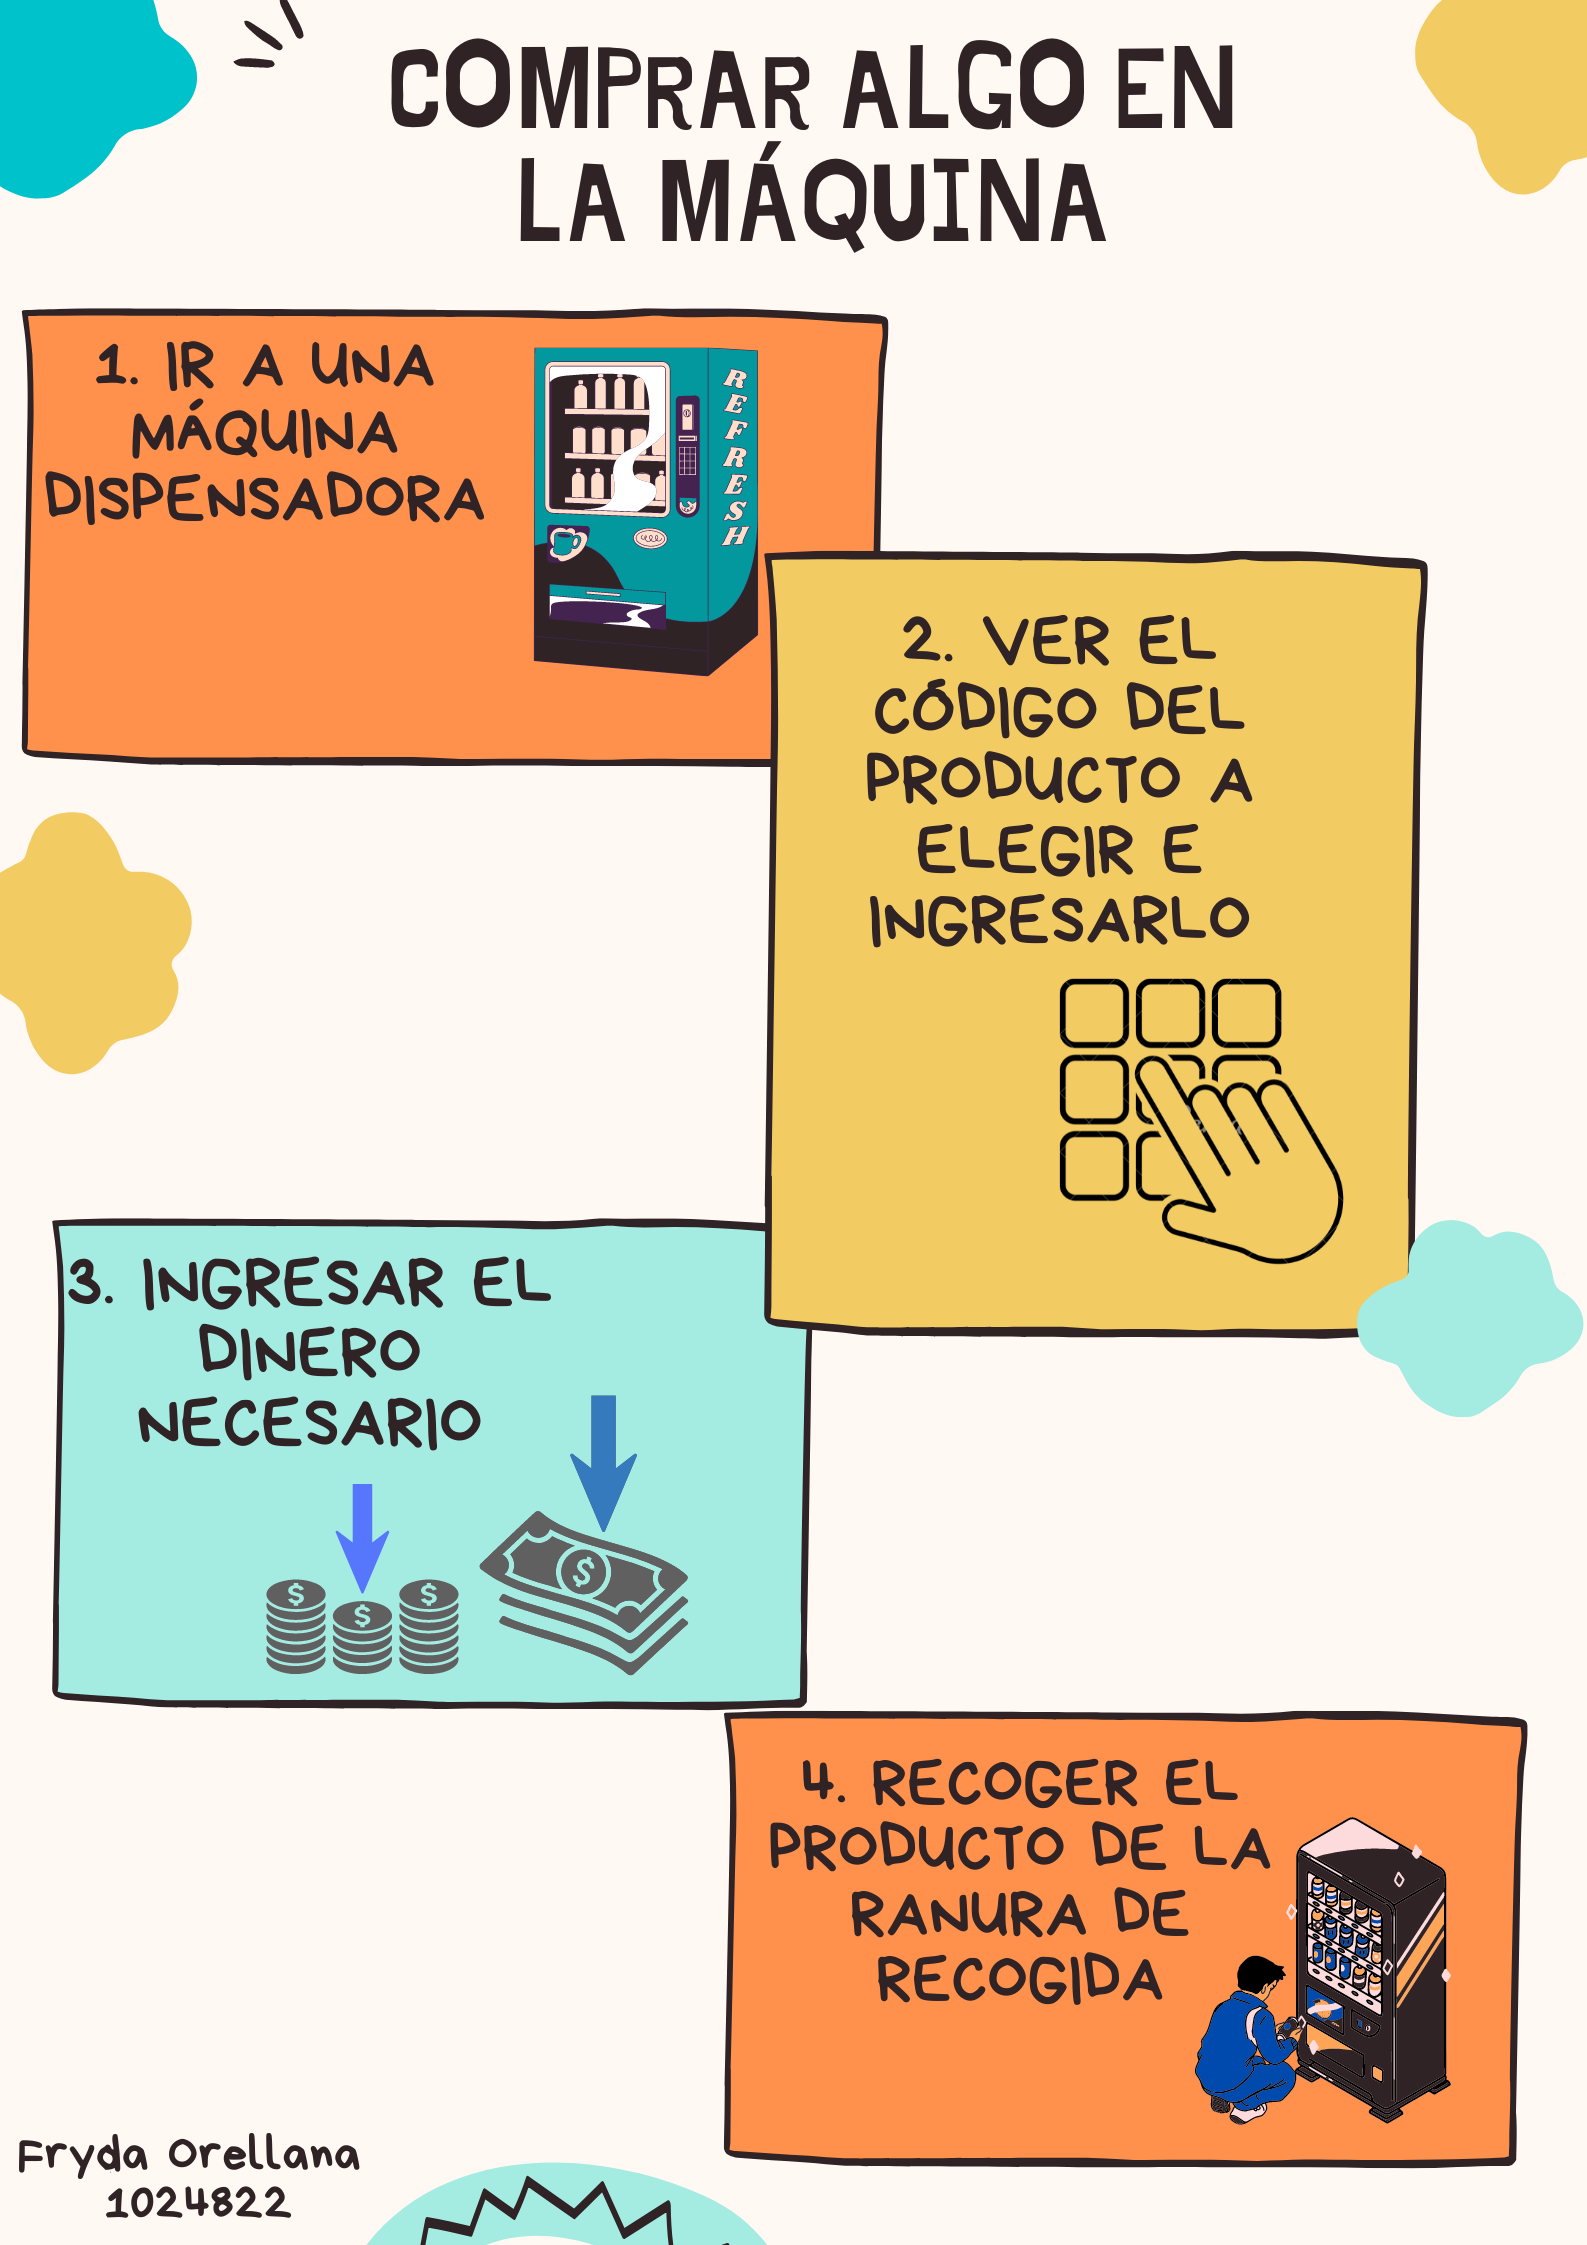 COMPRAR ALGO EN
LA MÁQUINA
1. IR A UNA
MÁQUINA
DISPENSADORA
REFRESH
2. VER EL
CÓDIGO DEL
PRODUCTO A
ELEGIR E
INGRESARLO
3. INGRESAR EL
DINERO
NECESARIO
$ $ $ $
4. RECOGER EL
PRODUCTO DE LA
RANURA DE
RECOGIDA
Fryda Orellana
1024822